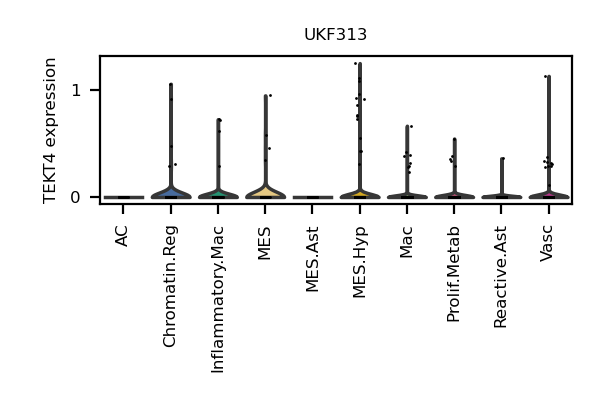 UKF313
TEKT4 expression
1
0
AC
Chromatin.Reg
Inflammatory.Mac
MES
MES.Ast
MES.Hyp
Mac
Prolif.Metab
Reactive.Ast
Vasc